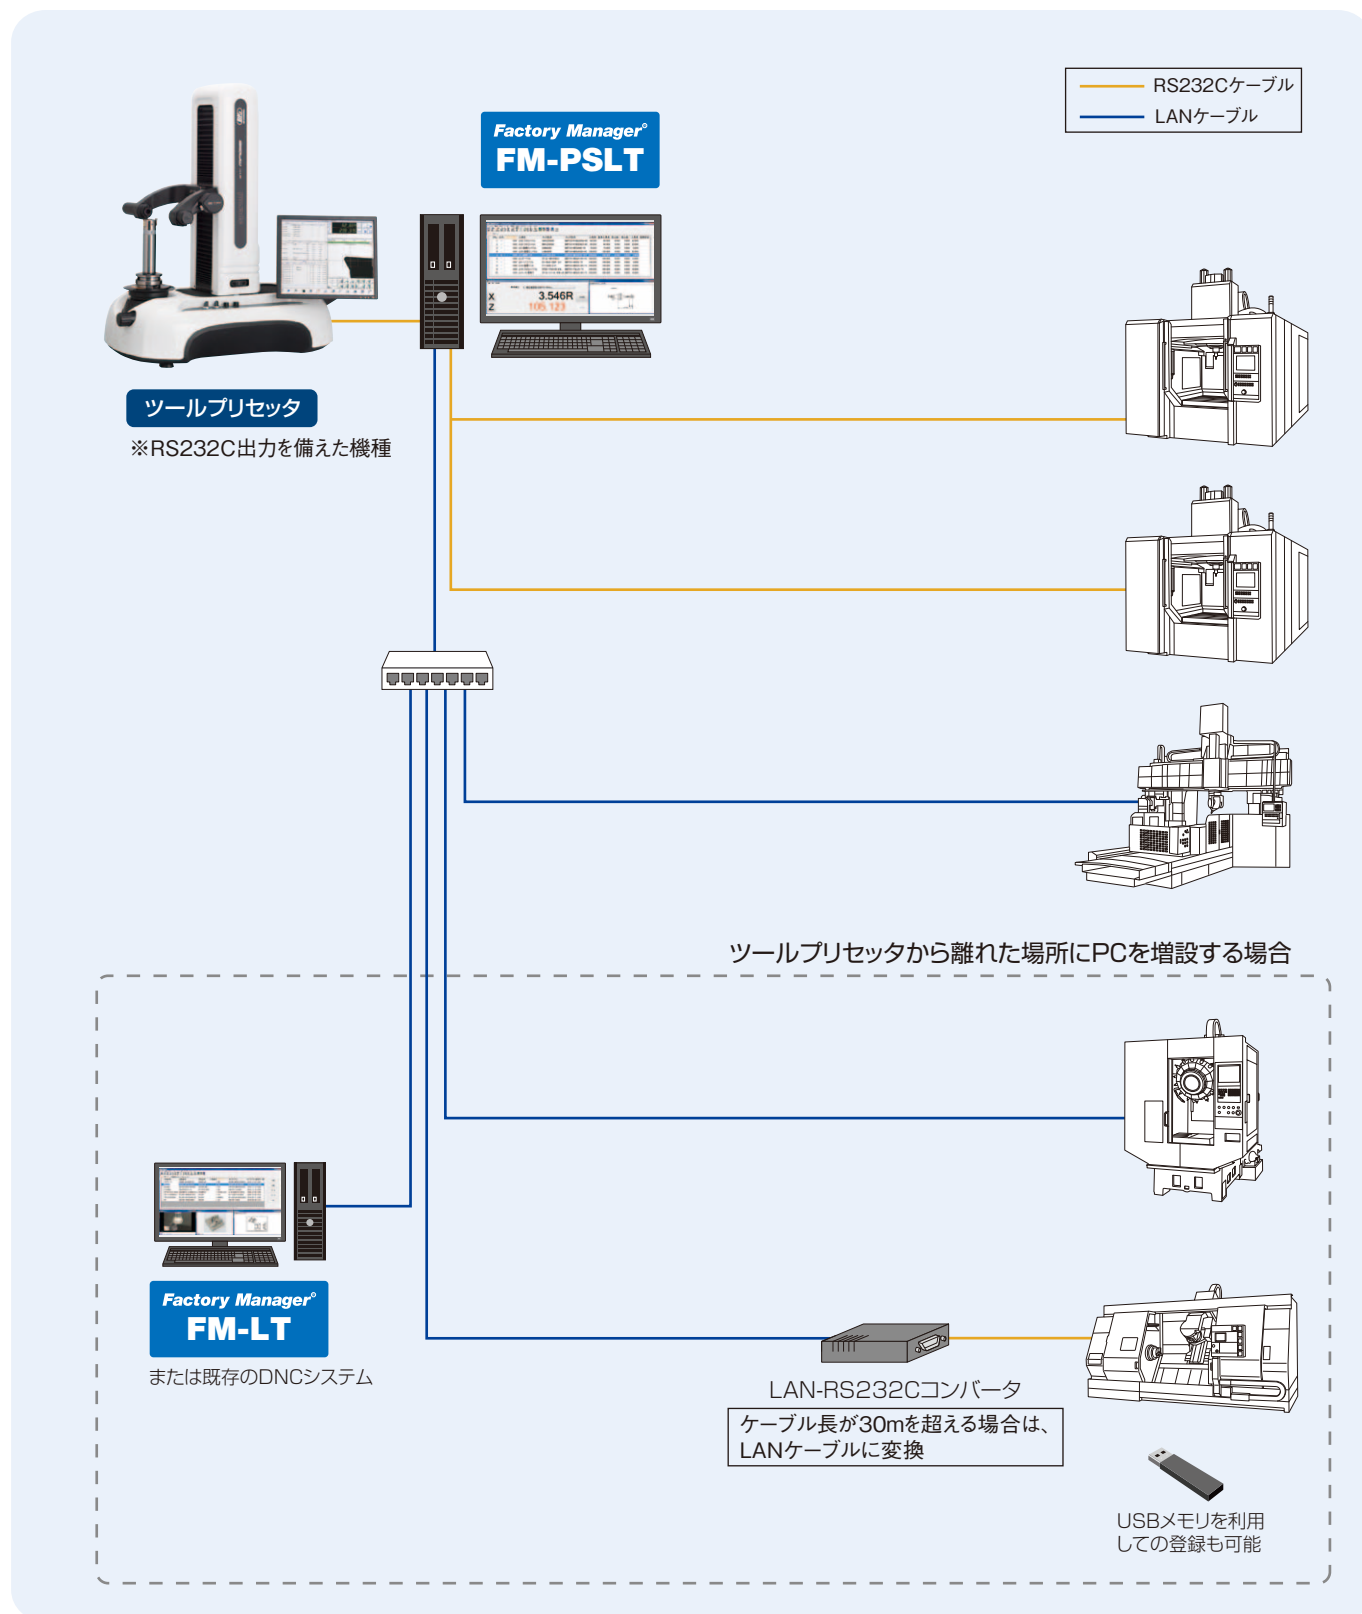 RS232Cケーブル
LANケーブル
Factory Manager®
FM-PSLT
X 3.546R
Z 105.123
ツールプリセッタ
※RS232C出力を備えた機種
ツールプリセッタから離れた場所にPCを増設する場合
Factory Manager®
FM-LT
または既存のDNCシステム
LAN-RS232Cコンバータ
ケーブル長が30mを超える場合は、
LANケーブルに変換
USBメモリを利用
しての登録も可能